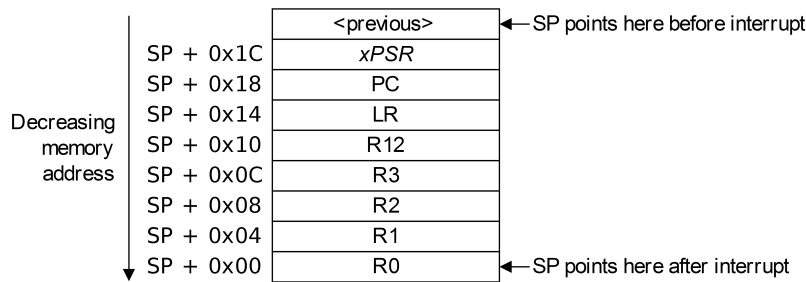 <previous> SP points here before interrupt
SP + 0x1C xPSR
SP + 0x18 PC
SP + 0x14 LR
Decreasing
memory
address
SP + 0x10 R12
SP + 0x0C R3
SP + 0x08 R2
SP + 0x04 R1
SP + 0x00 R0 SP points here after interrupt